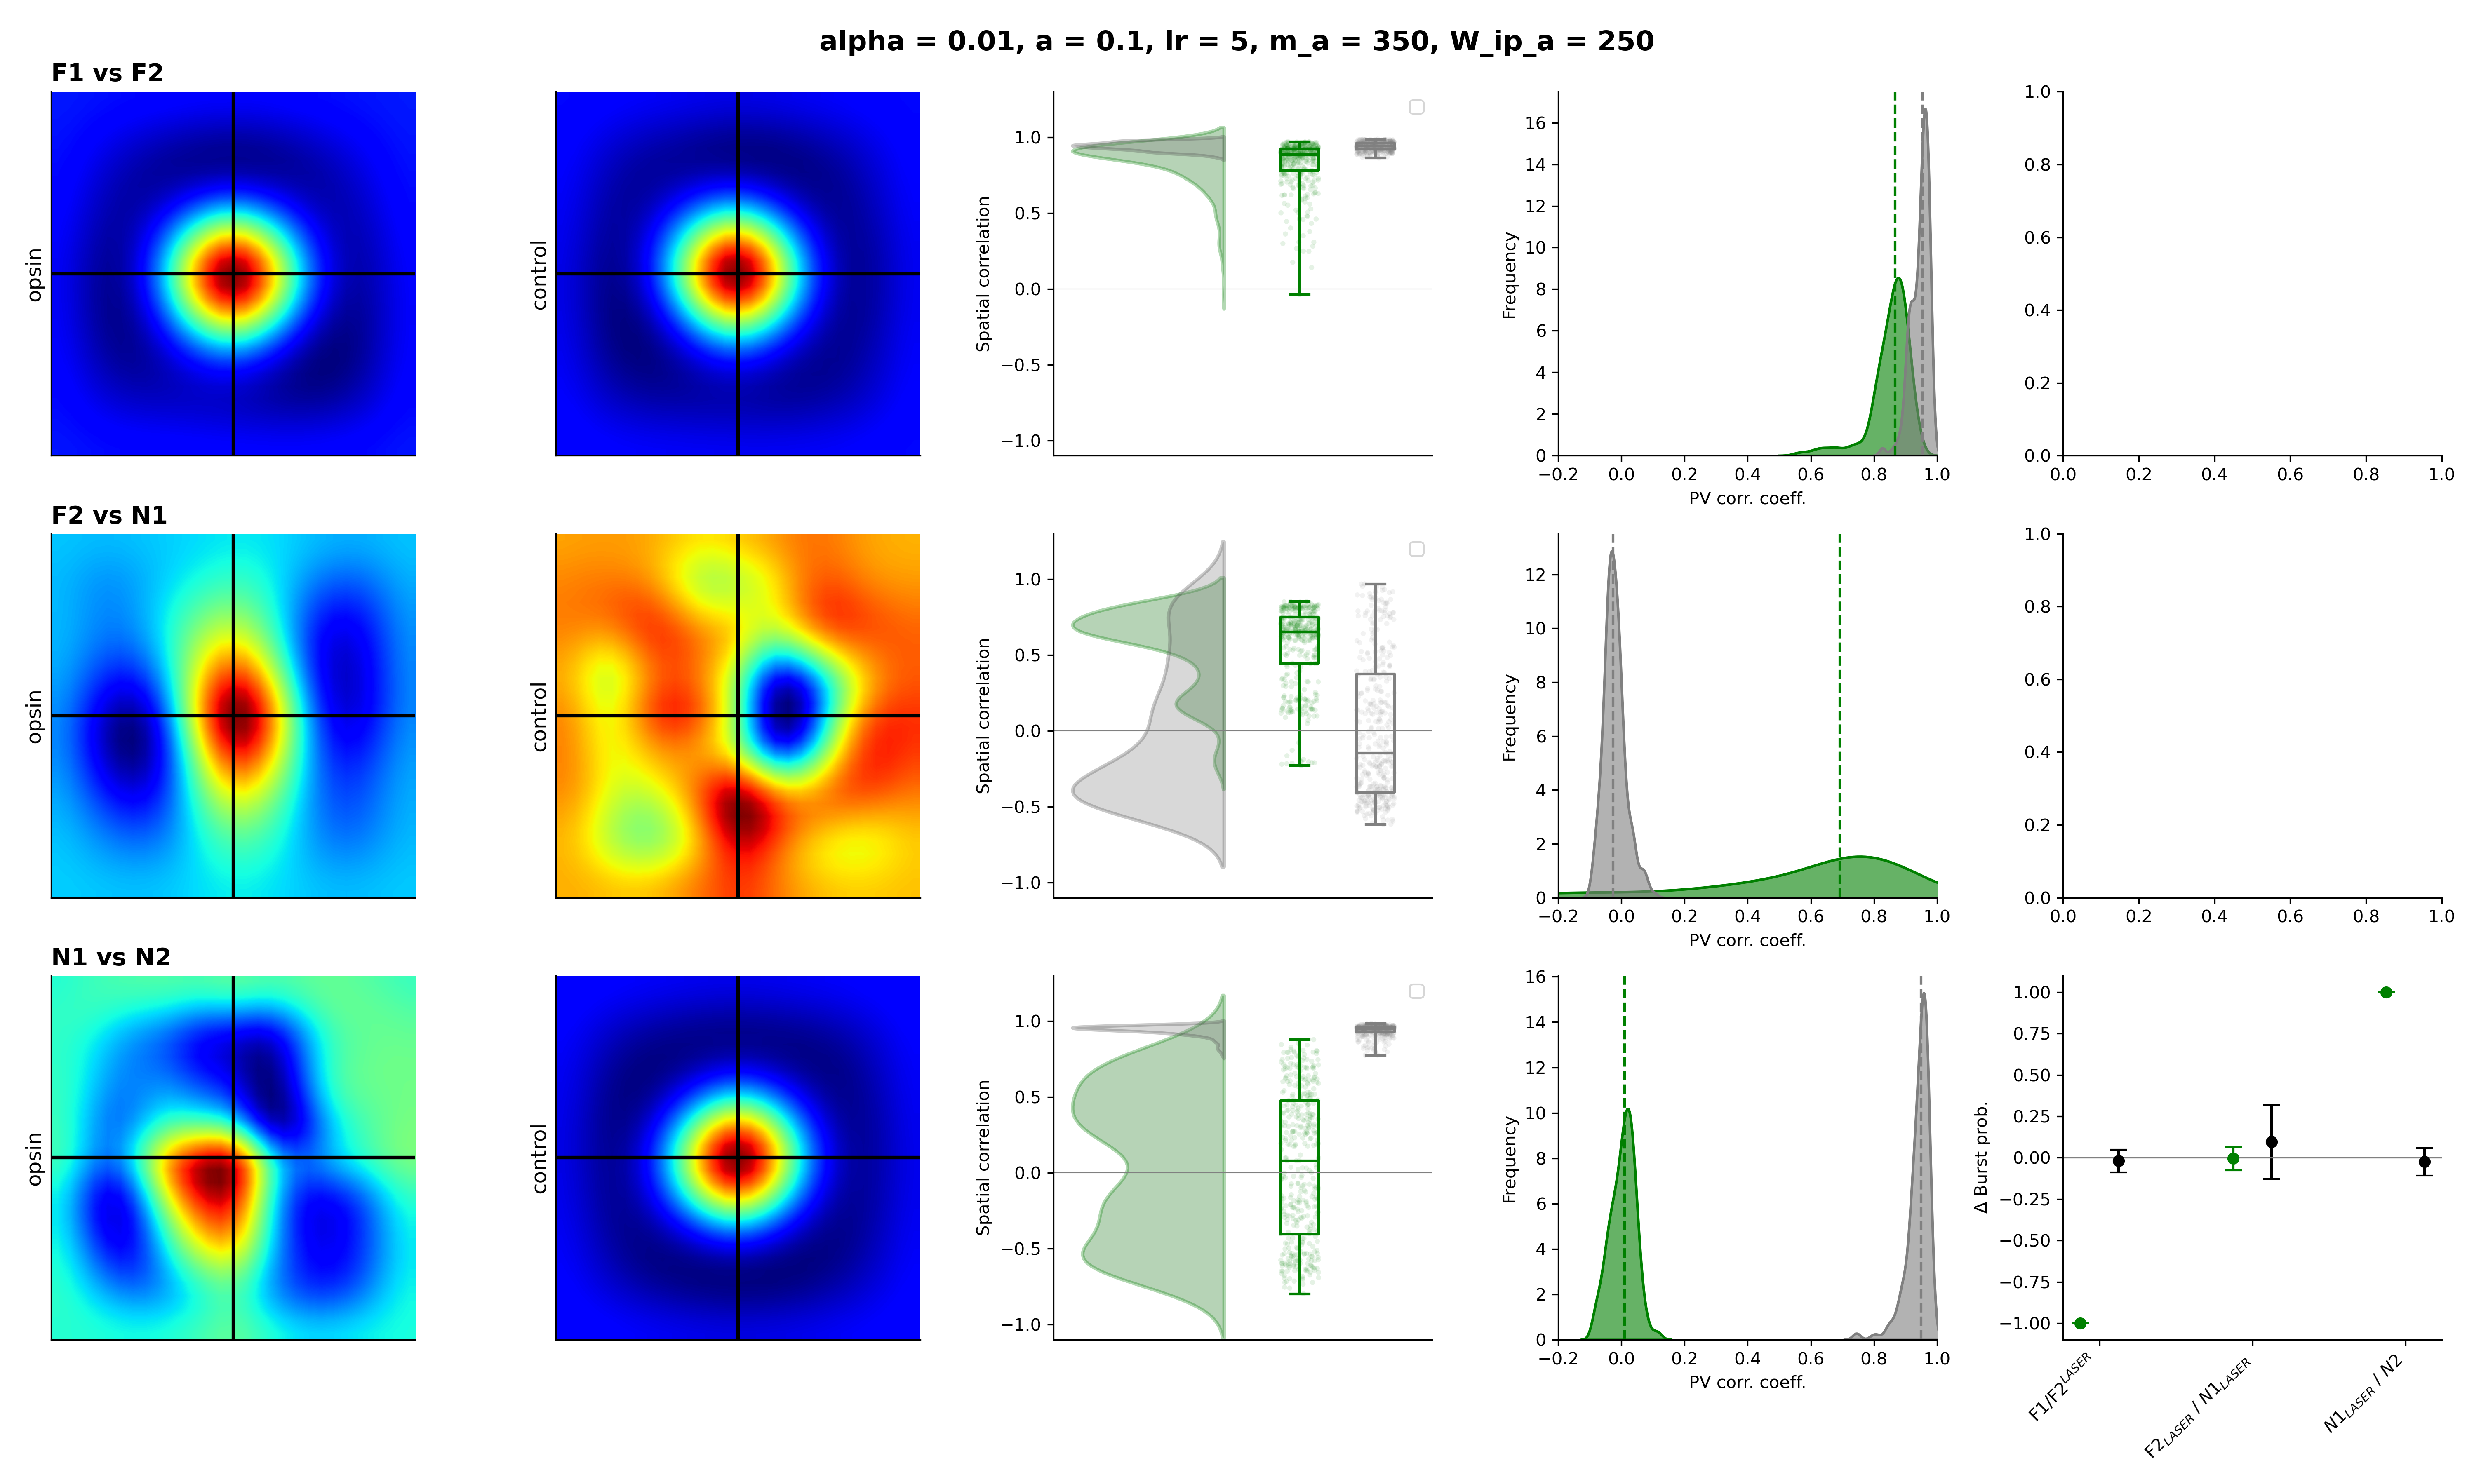 alpha = 0.01, a = 0.1, lr = 5, m_a = 350, W_ip_a = 250
F1 vs F2
opsin
control
Spatial correlation
1.0
0.5
0.0
−0.5
−1.0
Frequency
16
14
12
10
8
6
4
2
0
−0.2 0.0 0.2 0.4 0.6 0.8 1.0
PV corr. coeff.
1.0
0.8
0.6
0.4
0.2
0.0
0.0 0.2 0.4 0.6 0.8 1.0
F2 vs N1
opsin
control
Spatial correlation
1.0
0.5
0.0
−0.5
−1.0
Frequency
12
10
8
6
4
2
0
−0.2 0.0 0.2 0.4 0.6 0.8 1.0
PV corr. coeff.
1.0
0.8
0.6
0.4
0.2
0.0
0.0 0.2 0.4 0.6 0.8 1.0
N1 vs N2
opsin
control
Spatial correlation
1.0
0.5
0.0
−0.5
−1.0
Frequency
16
14
12
10
8
6
4
2
0
−0.2 0.0 0.2 0.4 0.6 0.8 1.0
PV corr. coeff.
Δ Burst prob.
1.00
0.75
0.50
0.25
0.00
−0.25
−0.50
−0.75
−1.00
F1/F2LASER
F2LASER / N1LASER
N1LASER / N2